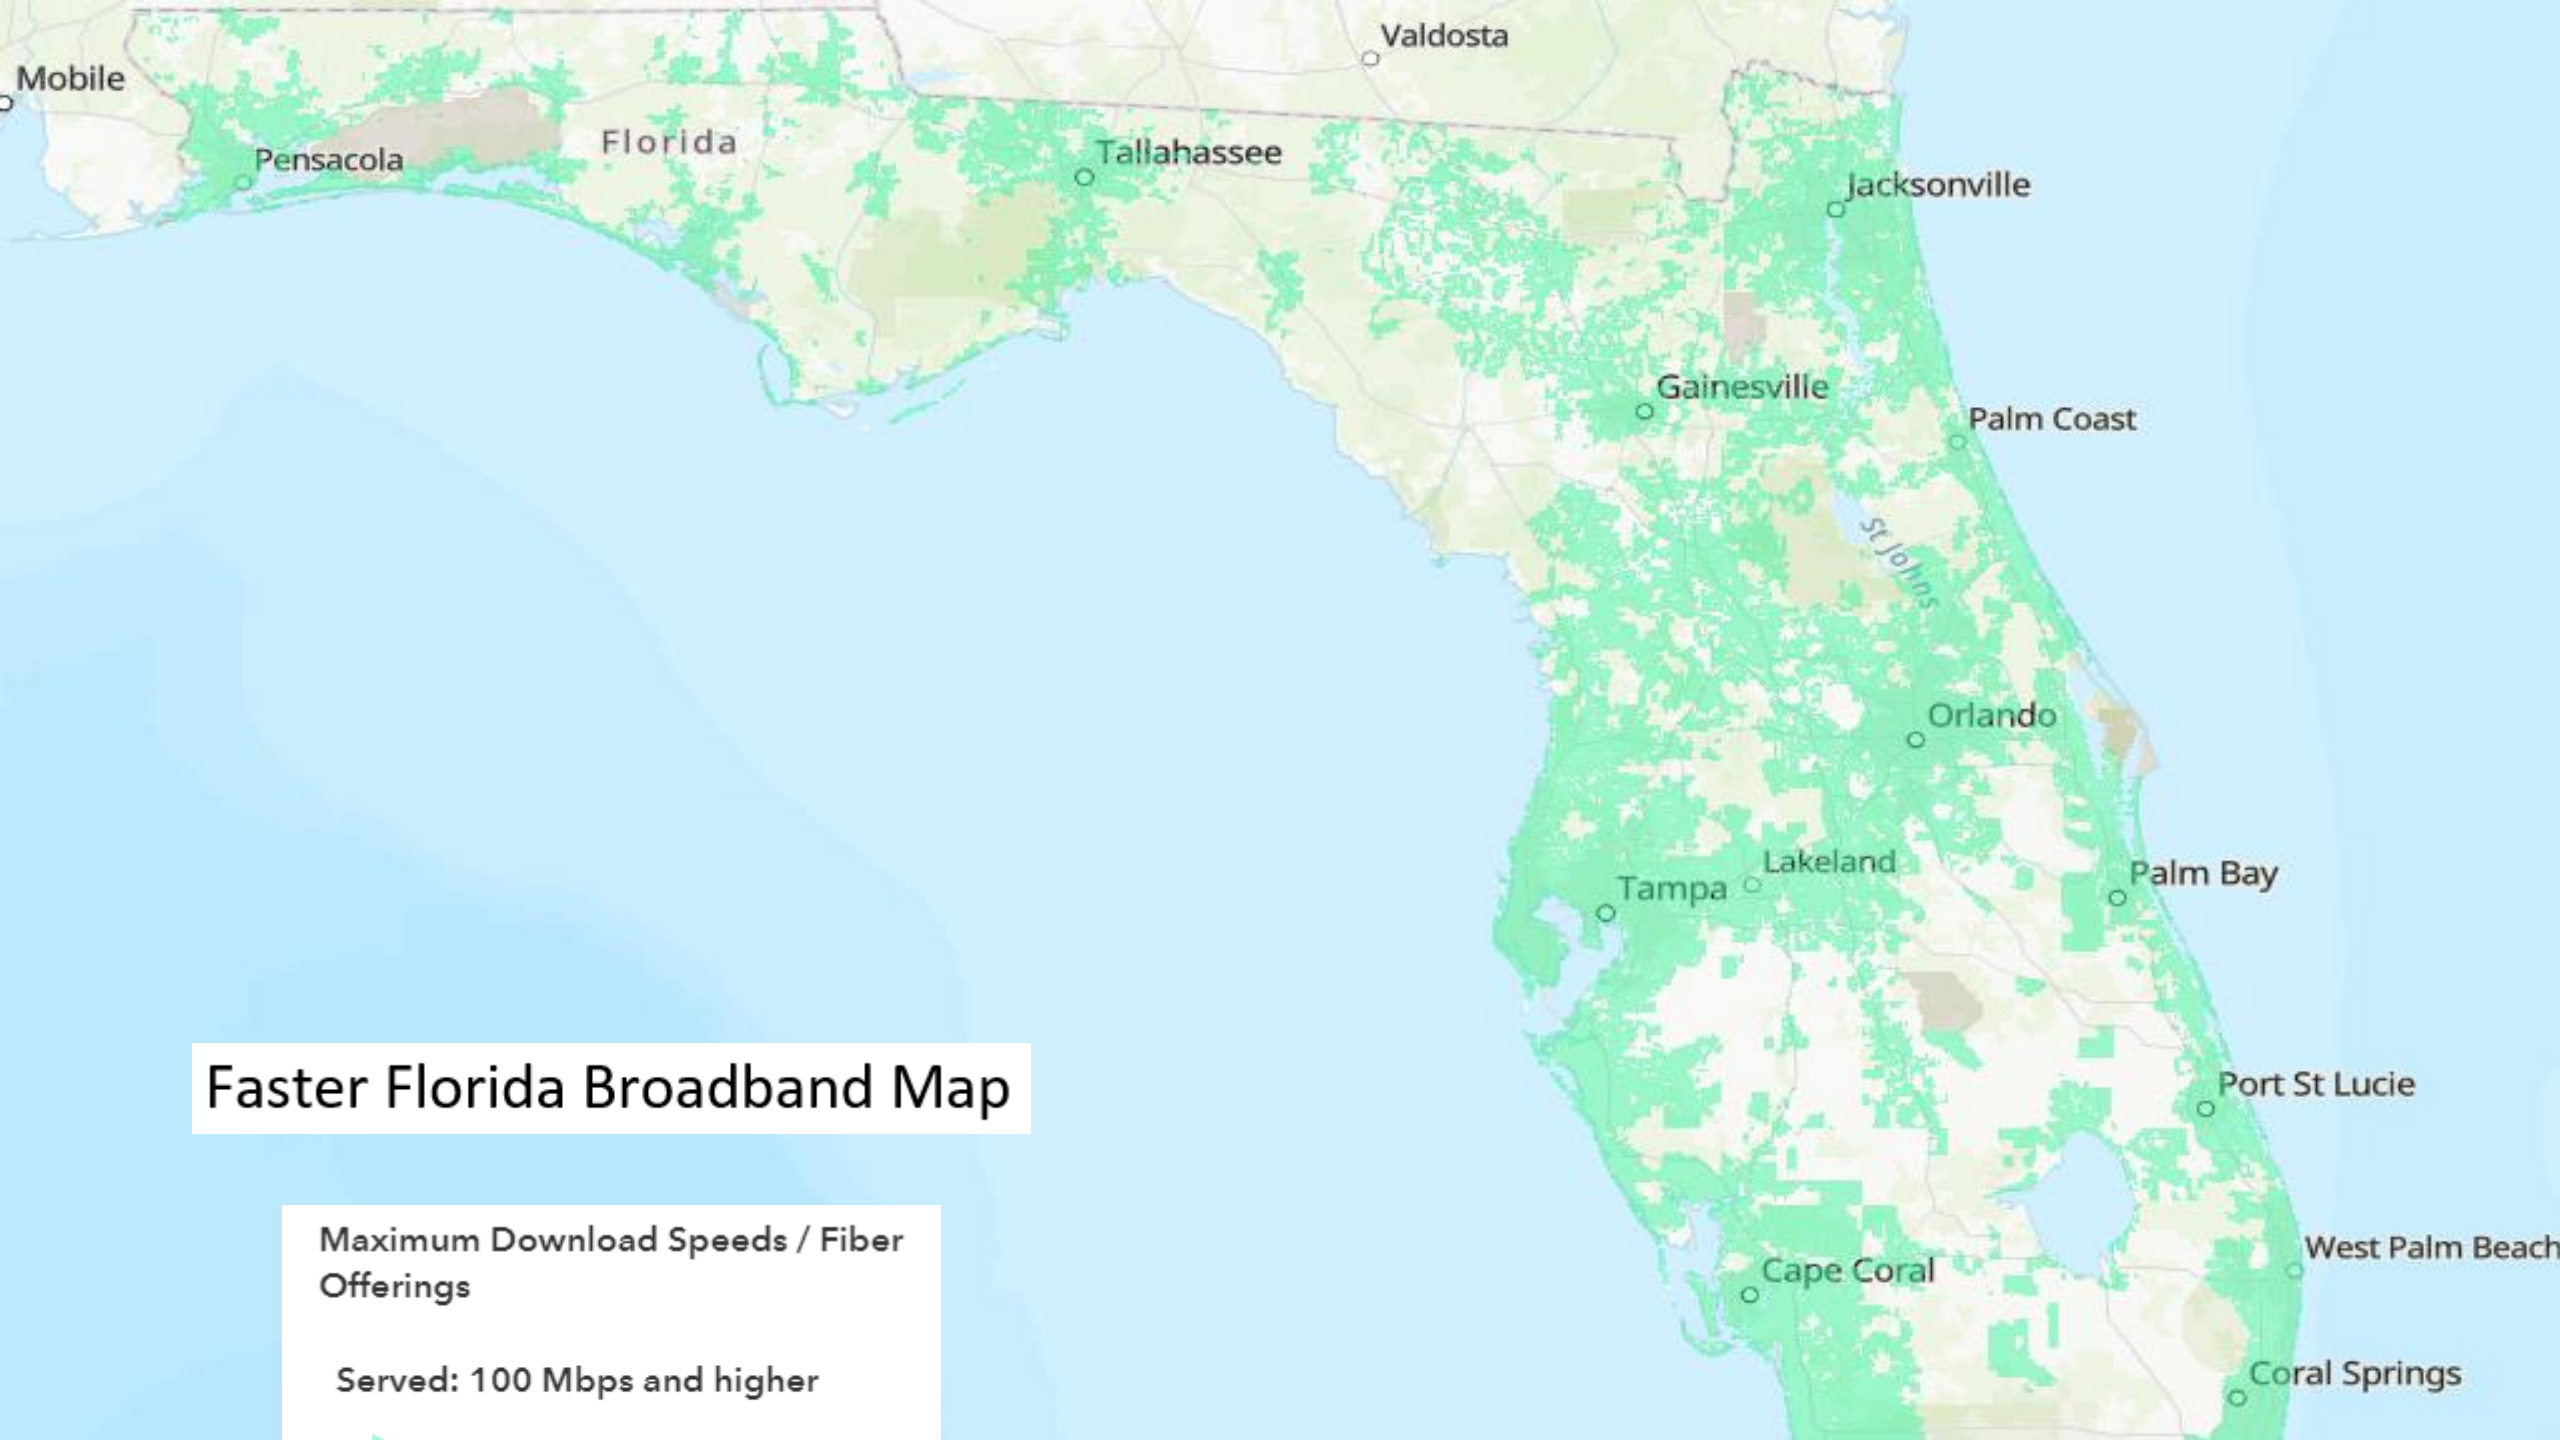 Valdosta
Mobile
Florida
Pensacola
Tallahassee
Jacksonville
Gainesville
Palm Coast
St Johns
Orlando
Lakeland
Tampa
Palm Bay
Port St Lucie
West Palm Beach
Cape Coral
Coral Springs
Faster Florida Broadband Map
Maximum Download Speeds / Fiber
Offerings
Served: 100 Mbps and higher